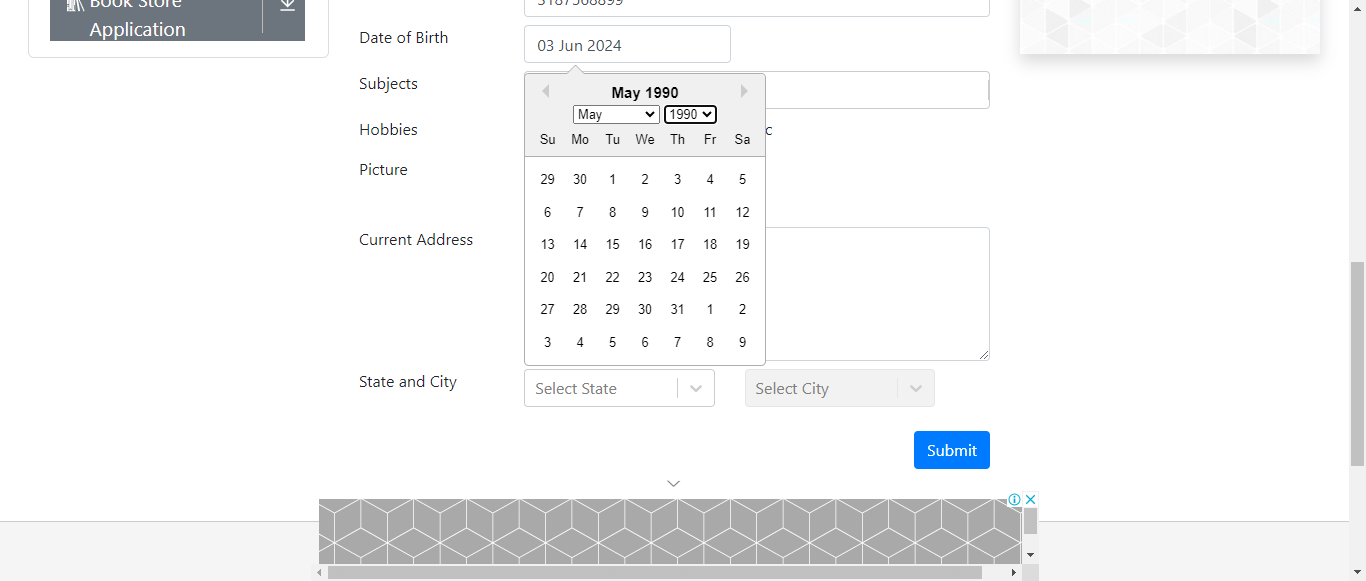 Book Store
Application
3187568899
Date of Birth
03 Jun 2024
Subjects
May 1990
May 1990
Hobbies
c
Su Mo Tu We Th Fr Sa
Picture
29 30 1 2 3 4 5
6 7 8 9 10 11 12
Current Address
13 14 15 16 17 18 19
20 21 22 23 24 25 26
27 28 29 30 31 1 2
3 4 5 6 7 8 9
State and City
Select State
Select City
Submit